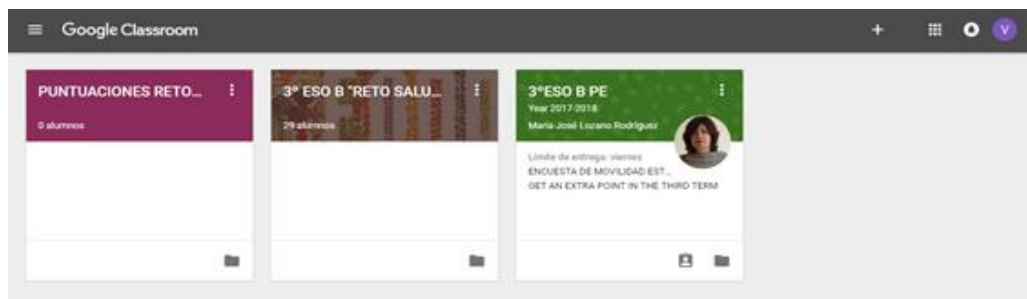 Google Classroom
V
PUNTUACIONES RETO...
0 alumnos
3º ESO B "RETO SALU...
29 alumnos
3ºESO B PE
Year 2017-2018
María-José Lozano Rodríguez
Límite de entrega: viernes
ENCUESTA DE MOVILIDAD EST...
GET AN EXTRA POINT IN THE THIRD TERM